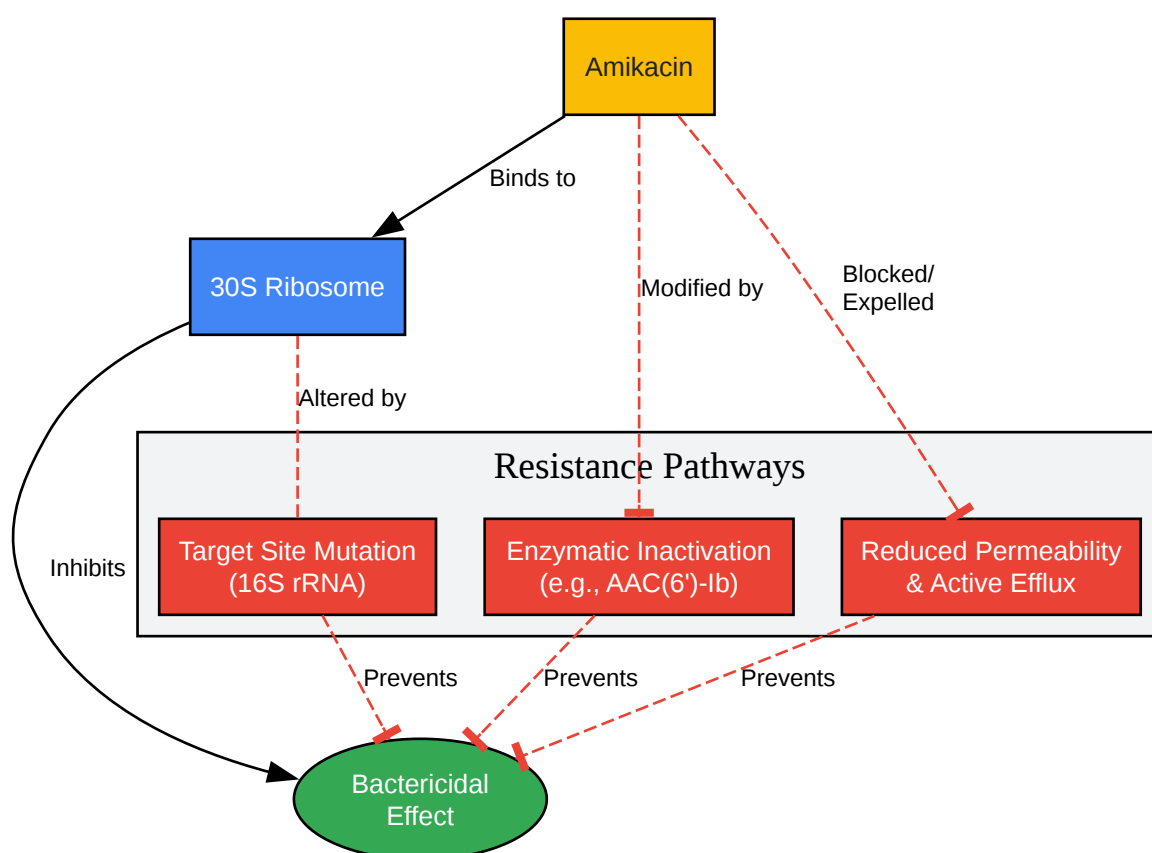 Amikacin
Binds to
30S Ribosome
Modified by
Blocked/
Expelled
Altered by
Resistance Pathways
Target Site Mutation
(16S rRNA)
Enzymatic Inactivation
(e.g., AAC(6')-Ib)
Reduced Permeability
& Active Efflux
Inhibits
Prevents
Prevents
Prevents
Bactericidal
Effect